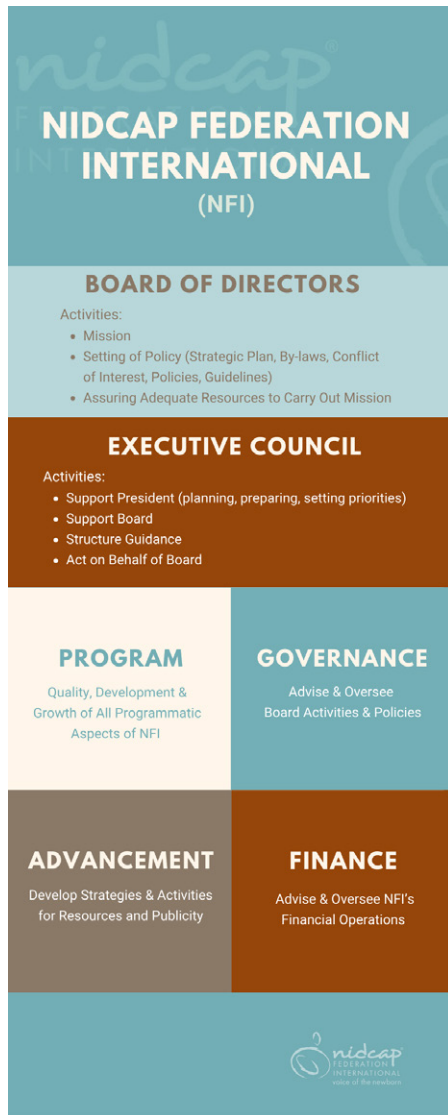 nidcap®
FEDERATION
INTERNATIONAL
NIDCAP FEDERATION
INTERNATIONAL
(NFI)
BOARD OF DIRECTORS
Activities:
• Mission
• Setting of Policy (Strategic Plan, By-laws, Conflict
of Interest, Policies, Guidelines)
• Assuring Adequate Resources to Carry Out Mission
EXECUTIVE COUNCIL
Activities:
• Support President (planning, preparing, setting priorities)
• Support Board
• Structure Guidance
• Act on Behalf of Board
PROGRAM
Quality, Development &
Growth of All Programmatic
Aspects of NFI
GOVERNANCE
Advise & Oversee
Board Activities & Policies
ADVANCEMENT
Develop Strategies & Activities
for Resources and Publicity
FINANCE
Advise & Oversee NFI's
Financial Operations
nidcap
FEDERATION
INTERNATIONAL
voice of the newborn